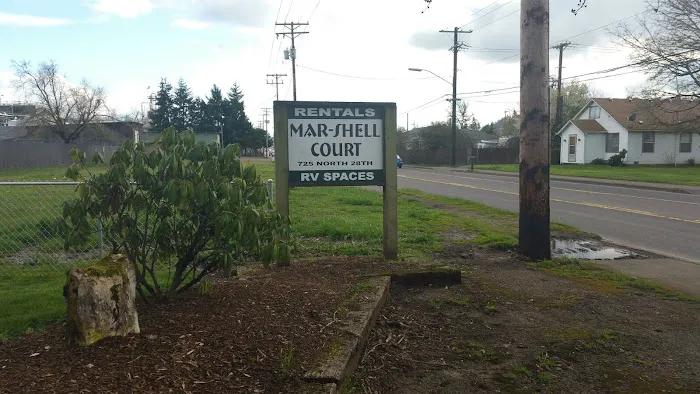 RENTALS
MAR-SHELL
COURT
725 NORTH 28TH
RV SPACES